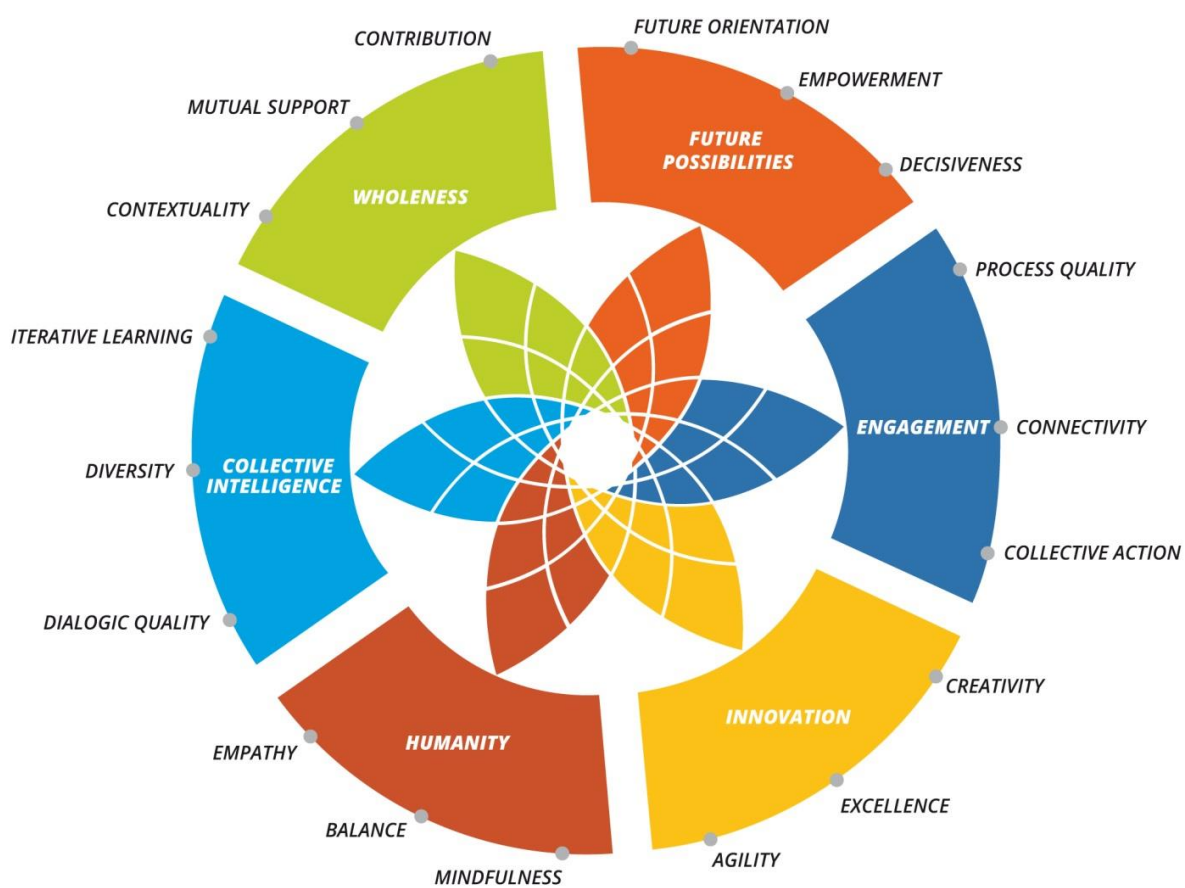 FUTURE ORIENTATION
EMPOWERMENT
DECISIVENESS
FUTURE
POSSIBILITIES
PROCESS QUALITY
CONNECTIVITY
COLLECTIVE ACTION
ENGAGEMENT
CREATIVITY
EXCELLENCE
AGILITY
INNOVATION
MINDFULNESS
BALANCE
EMPATHY
HUMANITY
DIALOGIC QUALITY
DIVERSITY
ITERATIVE LEARNING
COLLECTIVE
INTELLIGENCE
CONTEXTUALITY
MUTUAL SUPPORT
CONTRIBUTION
WHOLENESS